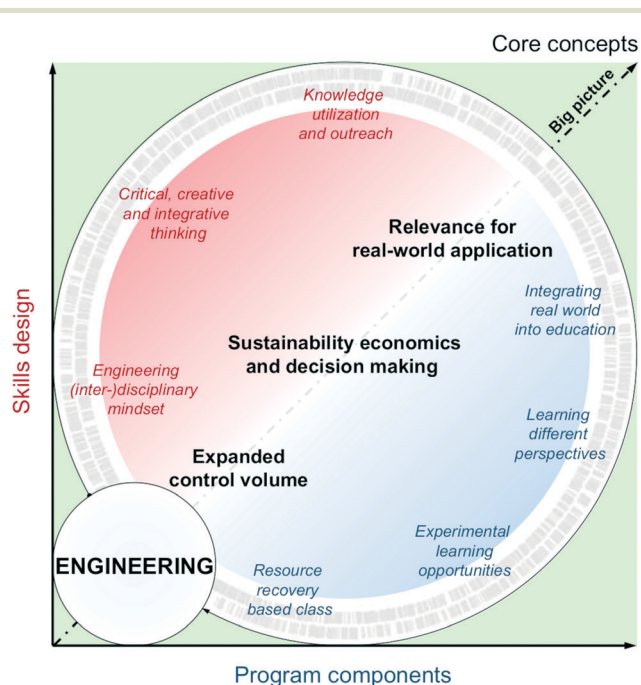 Core concepts
Big picture
Knowledge
utilization
and outreach
Critical, creative
and integrative
thinking
Relevance for
real-world application
Integrating
real world
into education
Sustainability economics
and decision making
Skills design
Engineering
(inter-)disciplinary
mindset
Learning
different
perspectives
Expanded
control volume
Experimental
learning
opportunities
ENGINEERING
Resource
recovery
based class
Program components